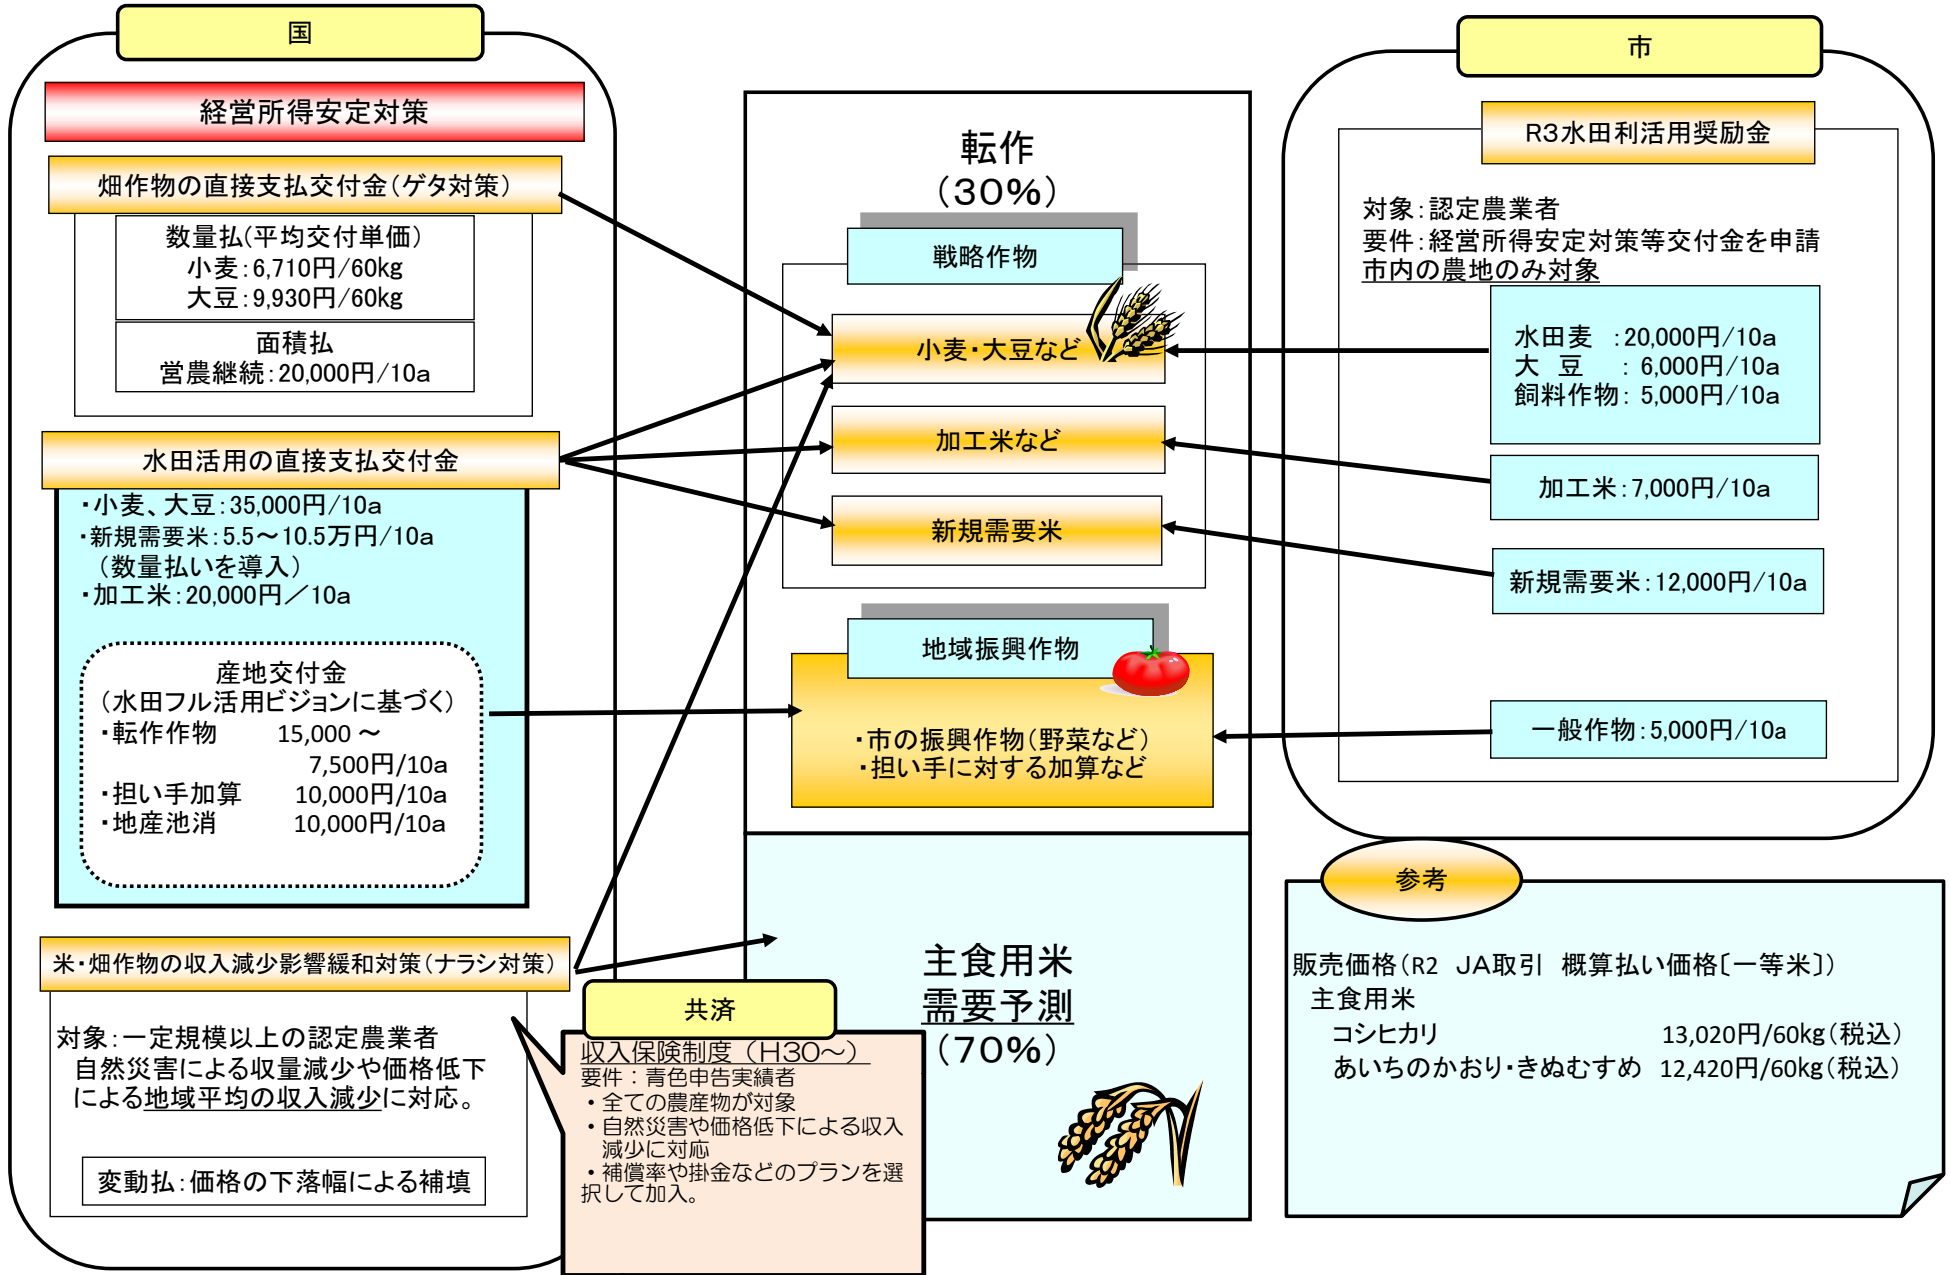 国
経営所得安定対策
畑作物の直接支払交付金(ゲタ対策)
数量払(平均交付単価)
小麦:6,710円/60kg
大豆:9,930円/60kg
面積払
営農継続:20,000円/10a
水田活用の直接支払交付金
・小麦、大豆:35,000円/10a
・新規需要米:5.5～10.5万円/10a
(数量払いを導入)
・加工米:20,000円／10a
産地交付金
(水田フル活用ビジョンに基づく)
・転作作物 15,000 ～
7,500円/10a
・担い手加算 10,000円/10a
・地産池消 10,000円/10a
米・畑作物の収入減少影響緩和対策(ナラシ対策)
対象:一定規模以上の認定農業者
自然災害による収量減少や価格低下
による地域平均の収入減少に対応。
変動払:価格の下落幅による補填
共済
収入保険制度（H30～）
要件：青色申告実績者
・全ての農産物が対象
・自然災害や価格低下による収入
減少に対応
・補償率や掛金などのプランを選
択して加入。
転作
(30%)
戦略作物
小麦・大豆など
加工米など
新規需要米
地域振興作物
・市の振興作物(野菜など)
・担い手に対する加算など
主食用米
需要予測
(70%)
市
R3水田利活用奨励金
対象:認定農業者
要件:経営所得安定対策等交付金を申請
市内の農地のみ対象
水田麦 :20,000円/10a
大 豆 : 6,000円/10a
飼料作物: 5,000円/10a
加工米:7,000円/10a
新規需要米:12,000円/10a
一般作物:5,000円/10a
参考
販売価格(R2 JA取引 概算払い価格〔一等米〕)
主食用米
コシヒカリ 13,020円/60kg(税込)
あいちのかおり・きぬむすめ 12,420円/60kg(税込)